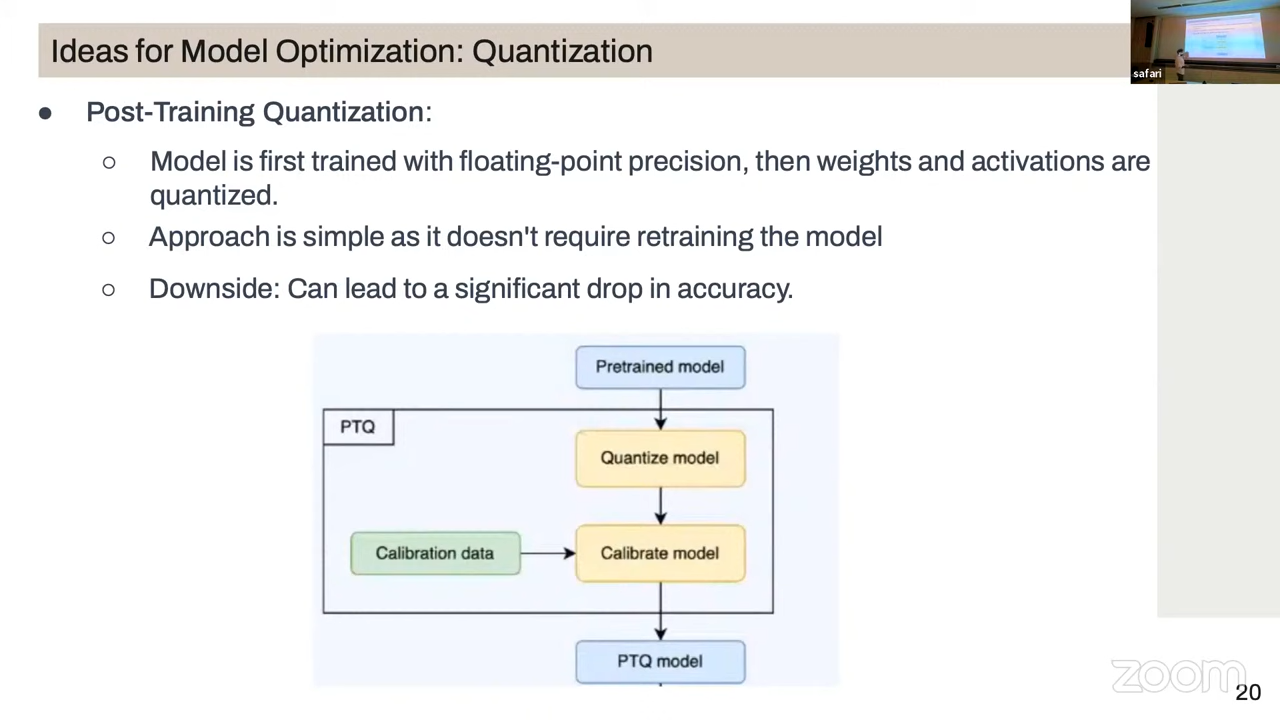 Ideas for Model Optimization: Quantization
safari
● Post-Training Quantization:
○ Model is first trained with floating-point precision, then weights and activations are
quantized.
○ Approach is simple as it doesn't require retraining the model
○ Downside: Can lead to a significant drop in accuracy.
Pretrained model
PTQ
Quantize model
Calibration data
Calibrate model
PTQ model
zoom
20